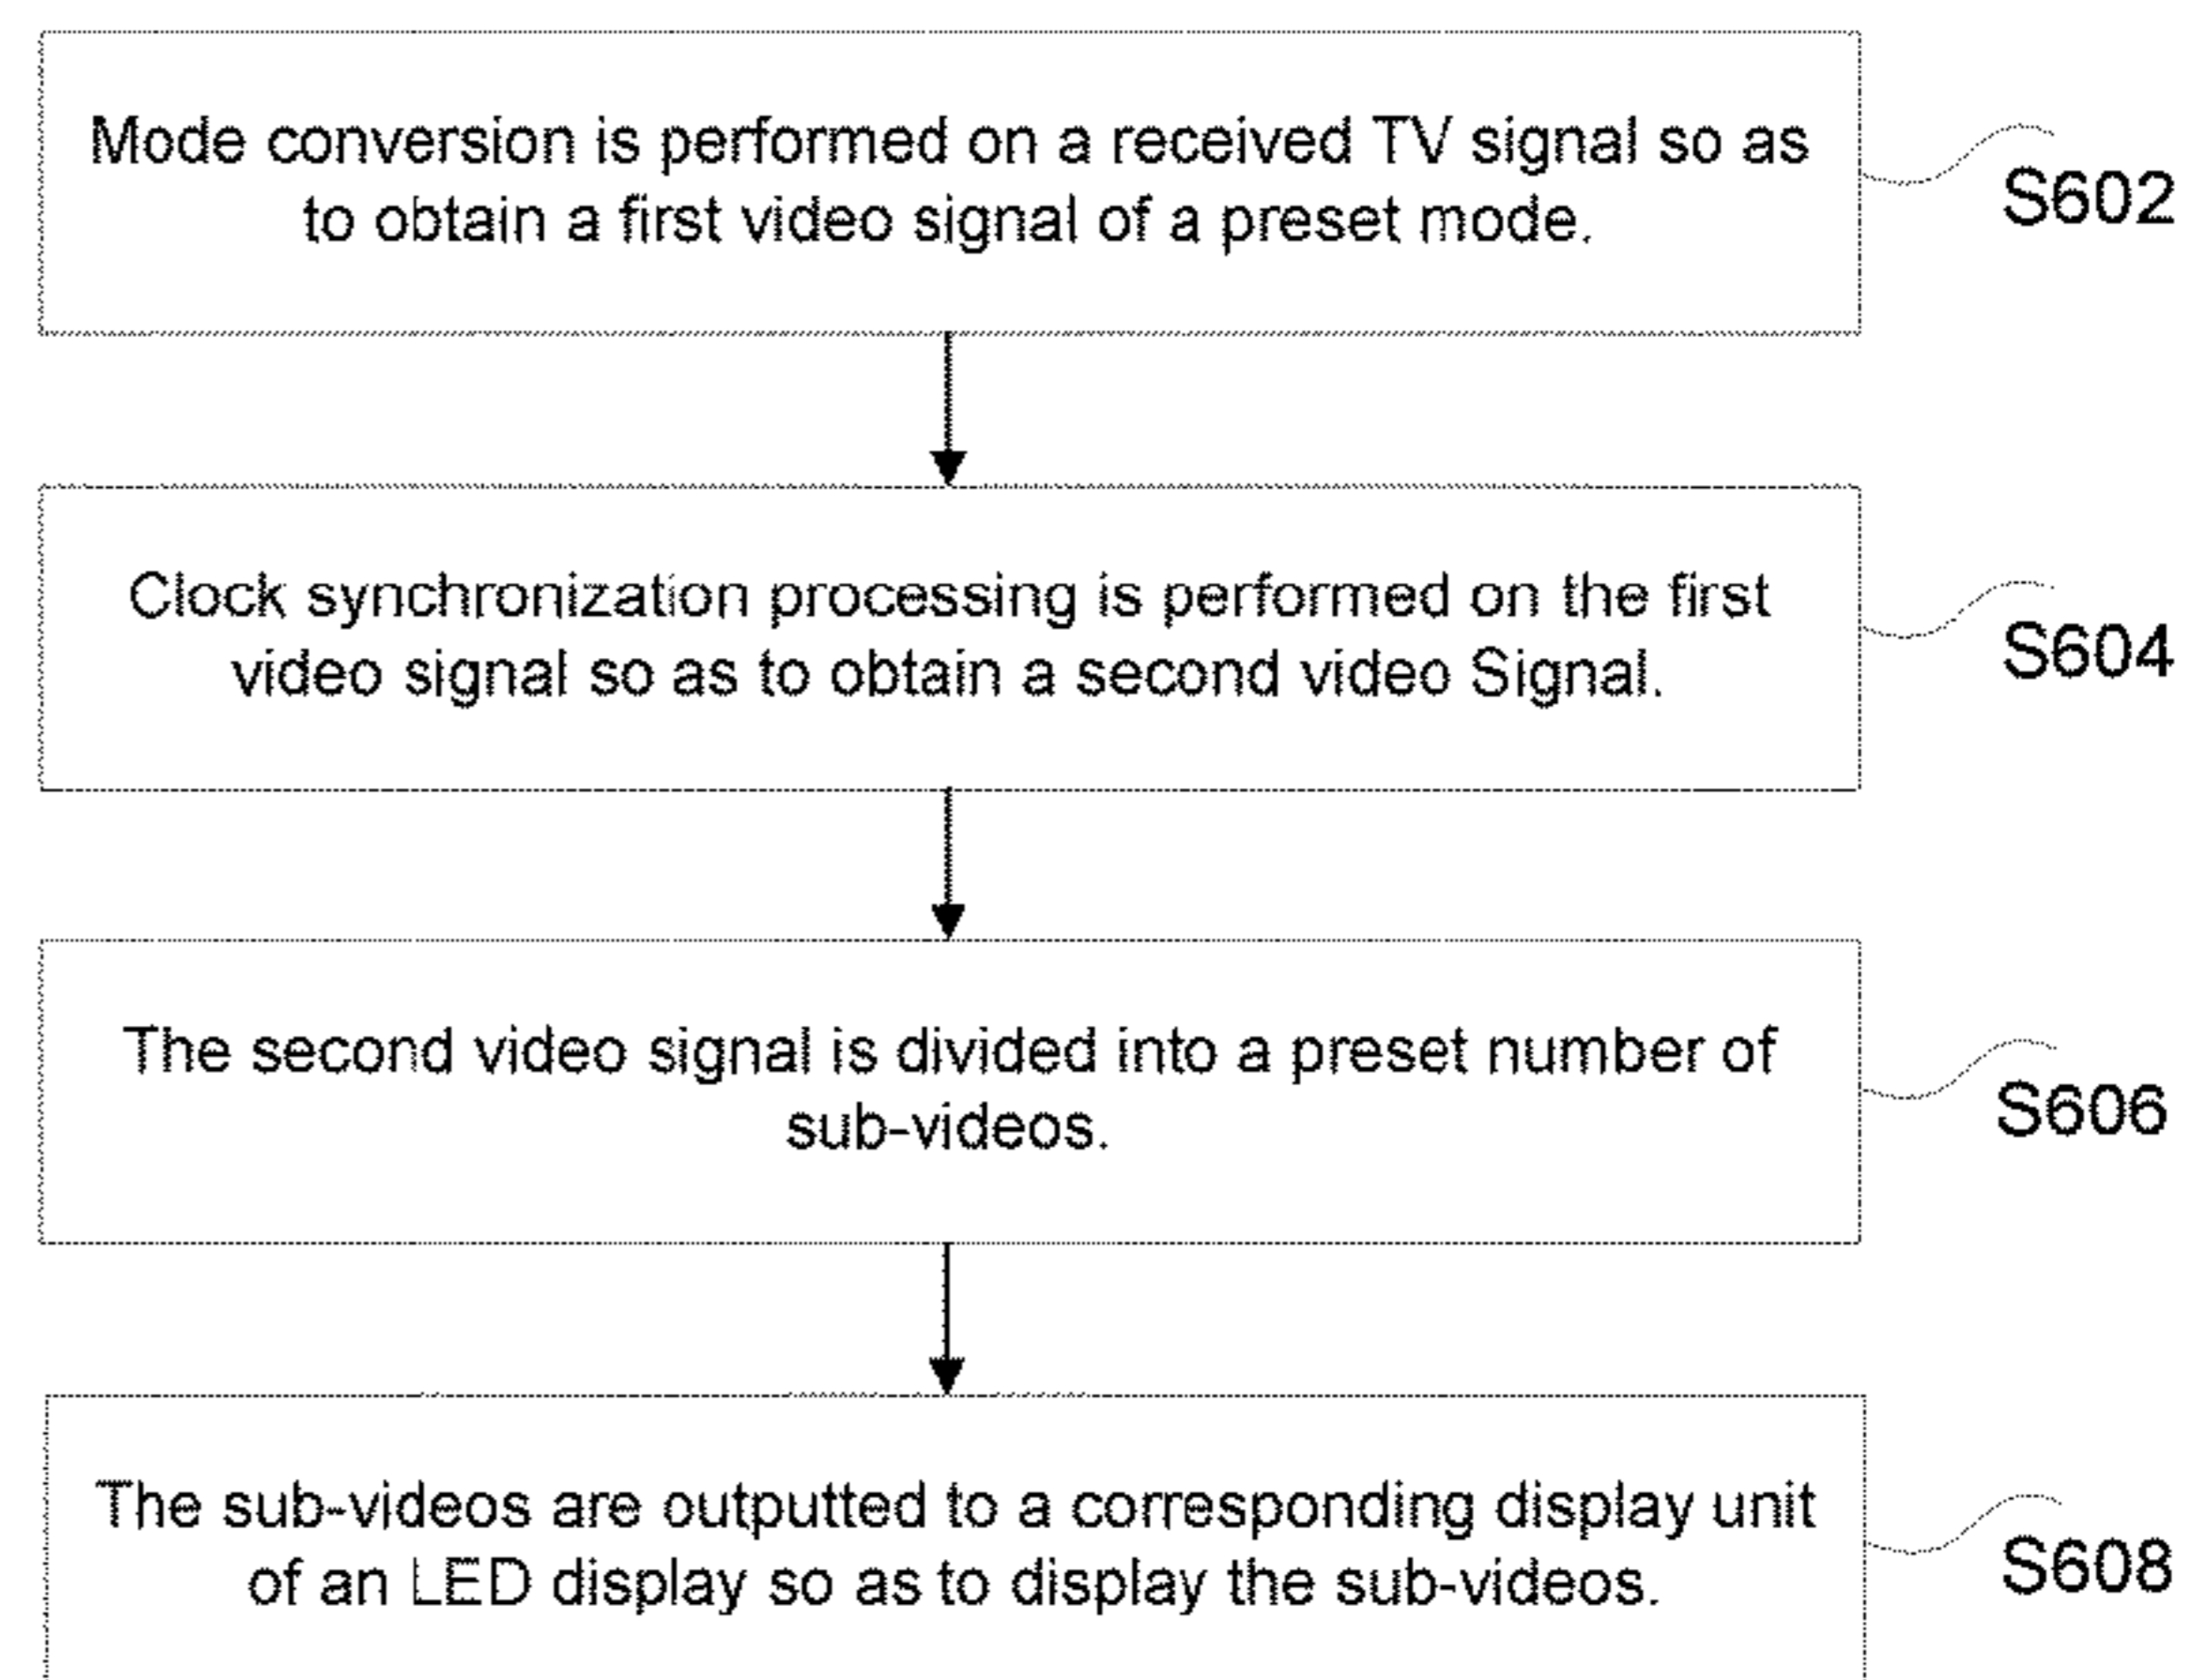 Mode conversion is performed on a received TV signal so as
to obtain a first video signal of a preset mode.
S602
Clock synchronization processing is performed on the first
video signal so as to obtain a second video Signal.
S604
The second video signal is divided into a preset number of
sub-videos.
S606
The sub-videos are outputted to a corresponding display unit
of an LED display so as to display the sub-videos.
S608